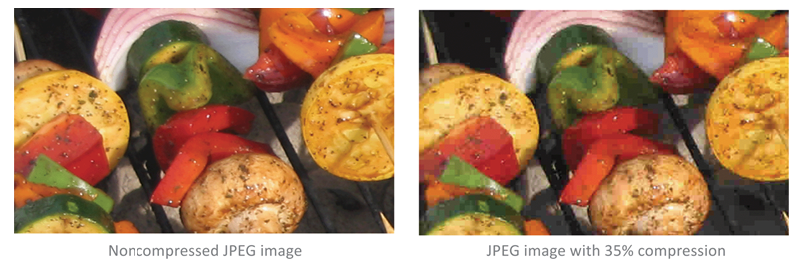 Noncompressed JPEG image
JPEG image with 35% compression